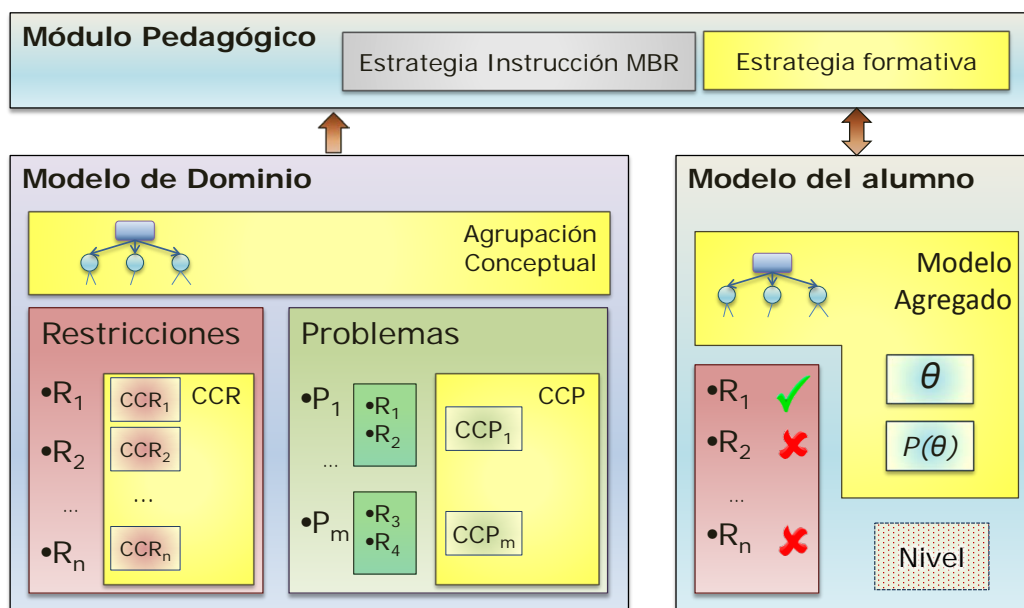 Módulo Pedagógico
Estrategia Instrucción MBR
Estrategia formativa
Modelo de Dominio
Agrupación
Conceptual
Restricciones
•R₁
•R₂
...
•Rₙ
CCR
CCR₁
CCR₂
...
CCRₙ
Problemas
•P₁
...
•Pₘ
•R₁
•R₂
•R₃
•R₄
CCP
CCP₁
CCPₘ
Modelo del alumno
Modelo
Agregado
θ
P(θ)
•R₁ ✓
•R₂ ✘
...
•Rₙ ✘
Nivel